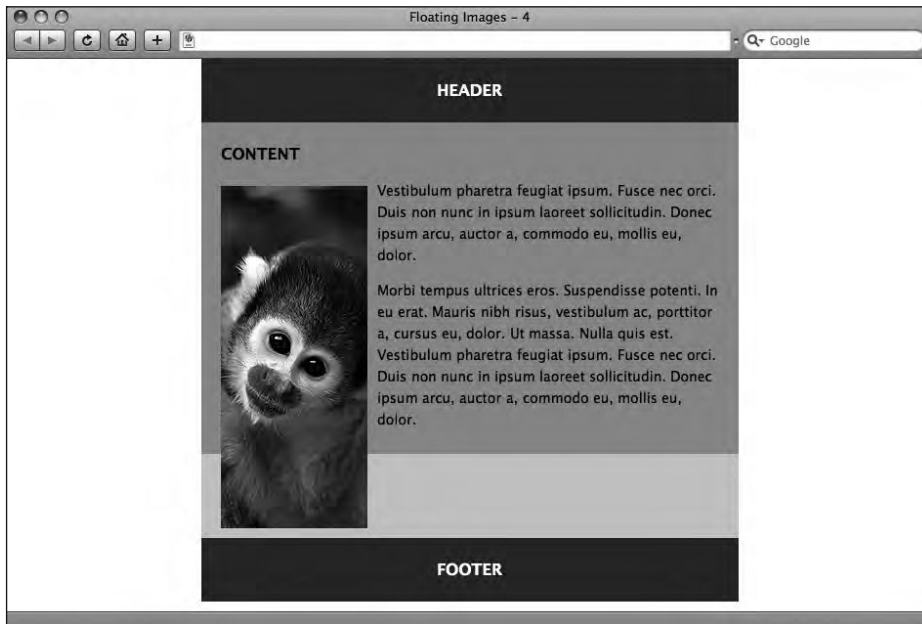 Floating Images – 4
Google
HEADER
CONTENT
Vestibulum pharetra feugiat ipsum. Fusce nec orci.
Duis non nunc in ipsum laoreet sollicitudin. Donec
ipsum arcu, auctor a, commodo eu, mollis eu,
dolor.
Morbi tempus ultrices eros. Suspendisse potenti. In
eu erat. Mauris nibh risus, vestibulum ac, porttitor
a, cursus eu, dolor. Ut massa. Nulla quis est.
Vestibulum pharetra feugiat ipsum. Fusce nec orci.
Duis non nunc in ipsum laoreet sollicitudin. Donec
ipsum arcu, auctor a, commodo eu, mollis eu,
dolor.
FOOTER